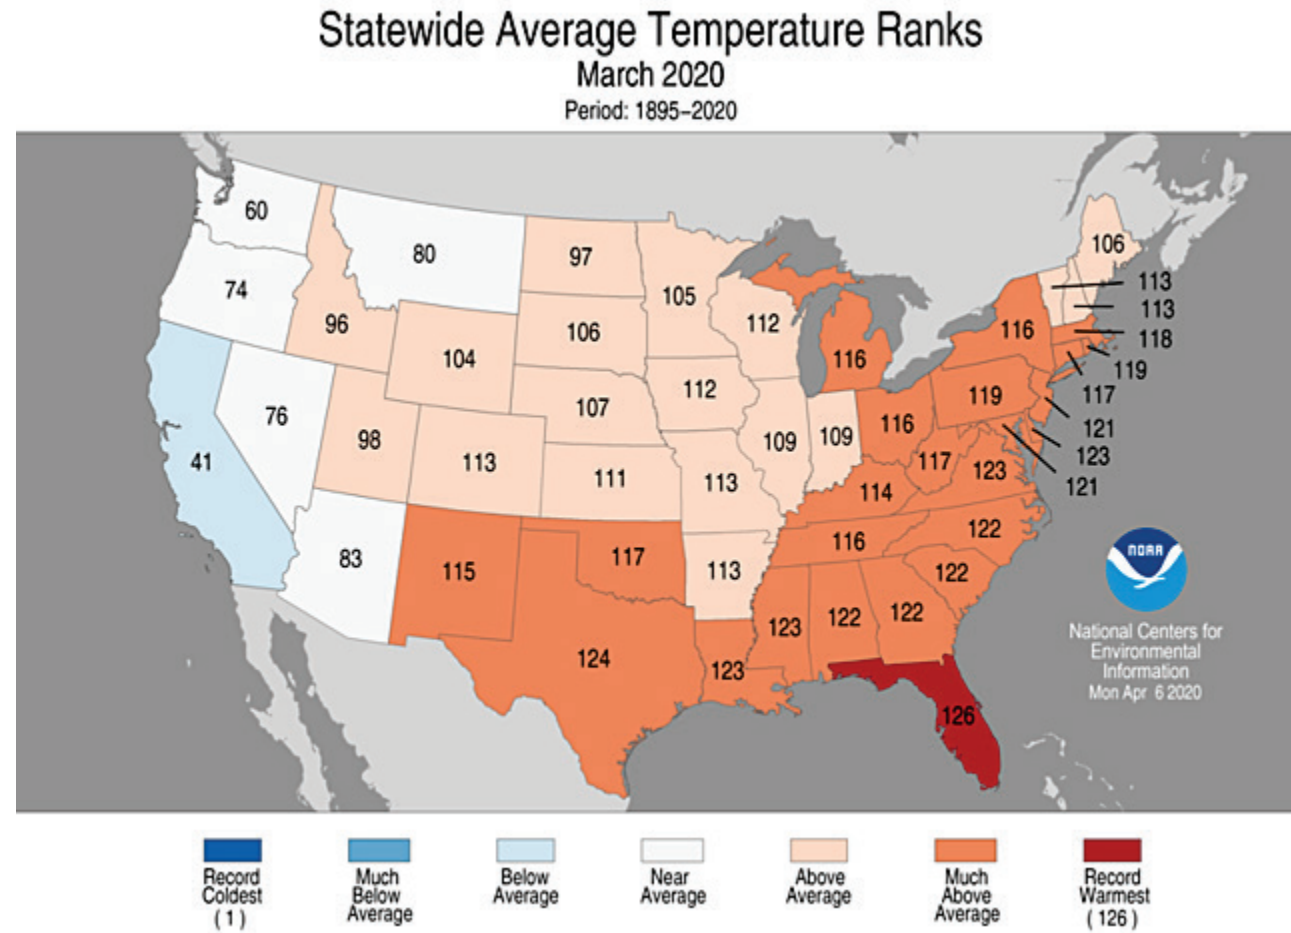 Statewide Average Temperature Ranks
March 2020
Period: 1895–2020
60
80
97
105
106
113
113
118
119
117
121
123
121
74
96
104
106
112
116
116
119
76
98
113
107
112
109
109
116
117
123
41
111
113
114
122
83
115
117
113
116
122
124
123
123
122
122
126
NOAA
National Centers for
Environmental
Information
Mon Apr 6 2020
Record
Coldest
( 1 )
Much
Below
Average
Below
Average
Near
Average
Above
Average
Much
Above
Average
Record
Warmest
( 126 )